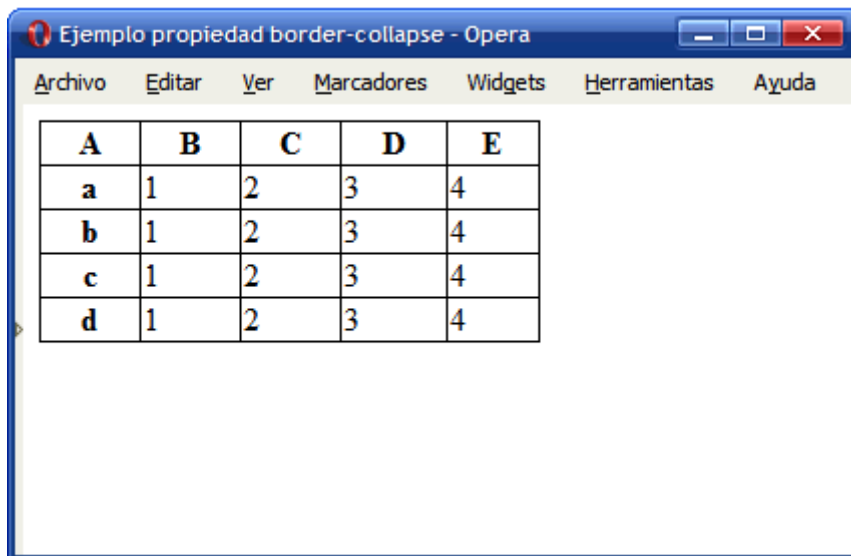 Ejemplo propiedad border-collapse - Opera
Archivo Editar Ver Marcadores Widgets Herramientas Ayuda
A B C D E
a 1 2 3 4
b 1 2 3 4
c 1 2 3 4
d 1 2 3 4